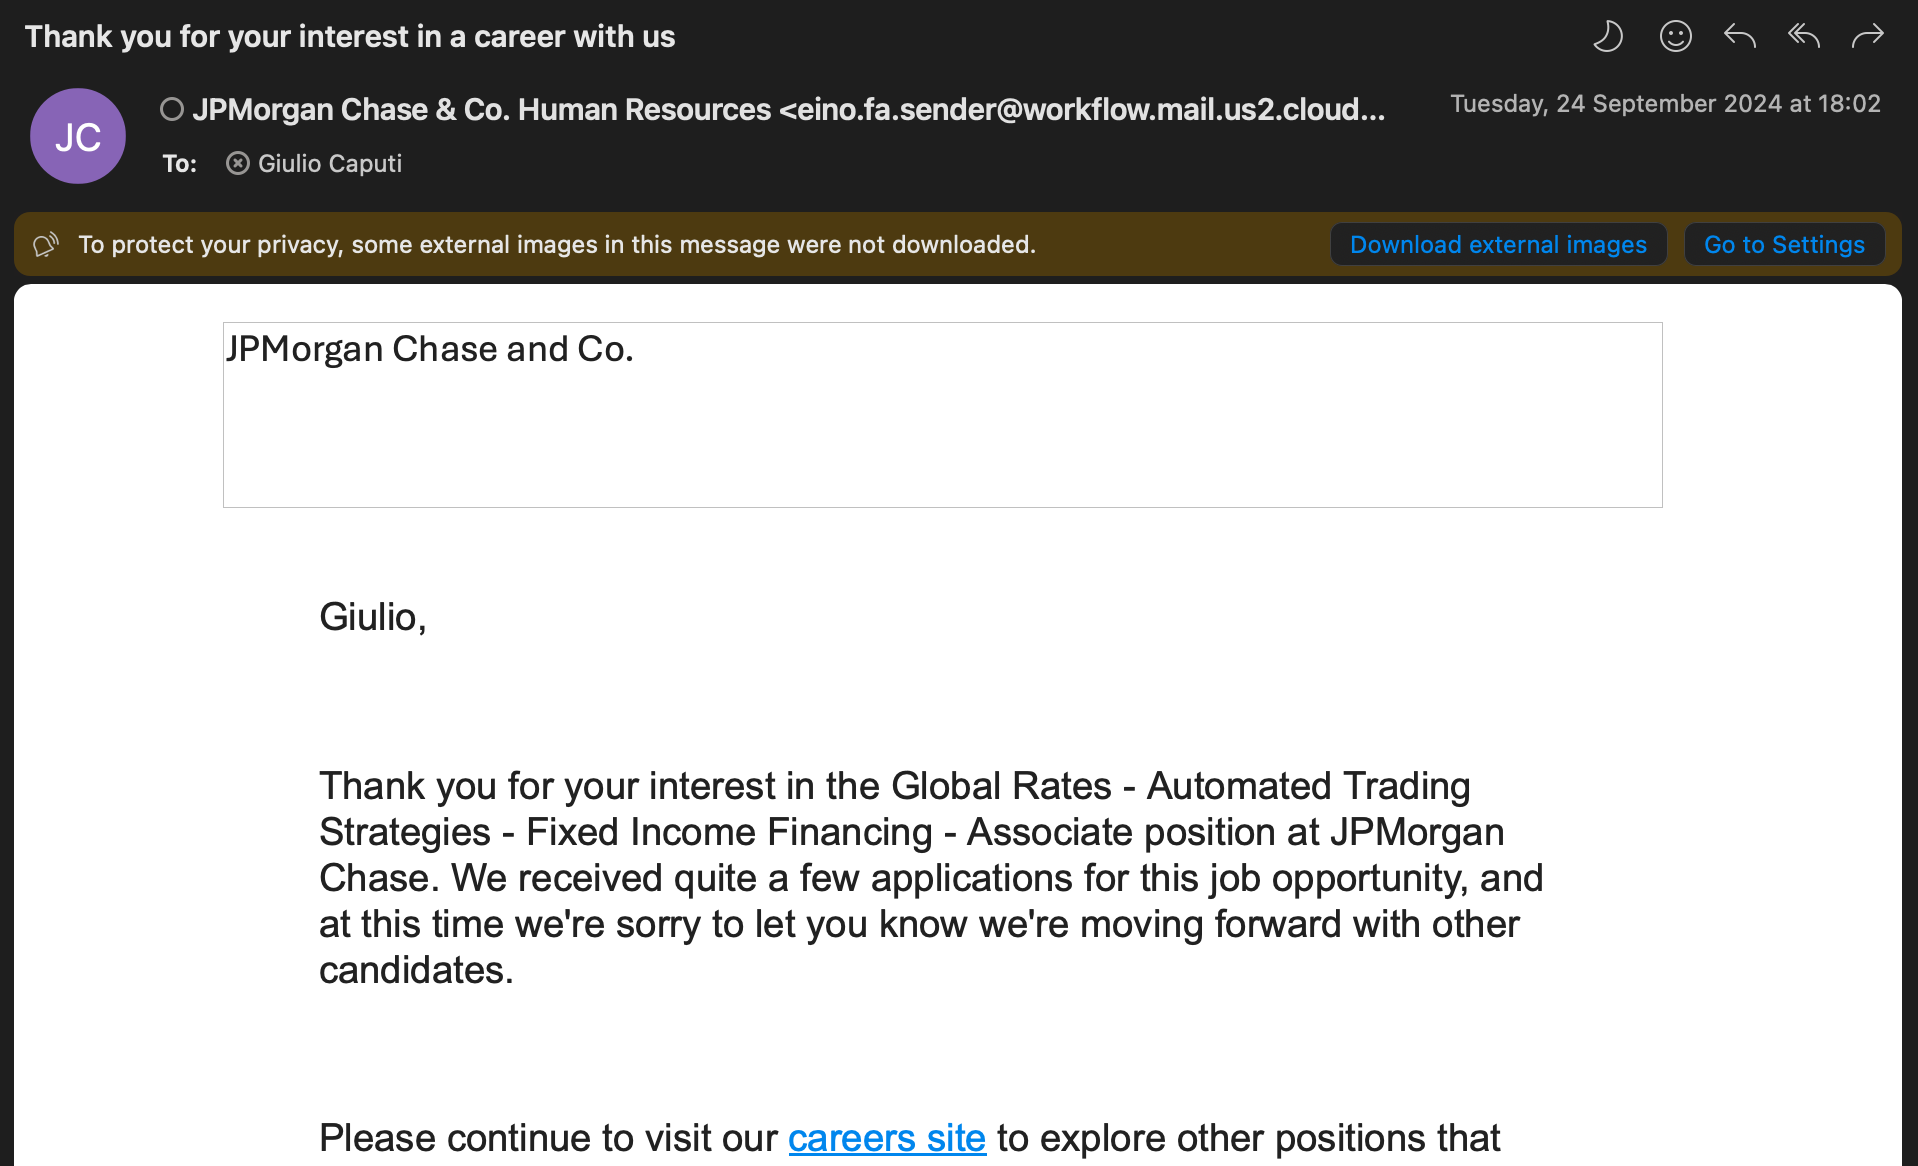 Thank you for your interest in a career with us
JC
JPMorgan Chase & Co. Human Resources <eino.fa.sender@workflow.mail.us2.cloud...
Tuesday, 24 September 2024 at 18:02
To: Giulio Caputi
To protect your privacy, some external images in this message were not downloaded.
Download external images
Go to Settings
JPMorgan Chase and Co.
Giulio,
Thank you for your interest in the Global Rates - Automated Trading
Strategies - Fixed Income Financing - Associate position at JPMorgan
Chase. We received quite a few applications for this job opportunity, and
at this time we're sorry to let you know we're moving forward with other
candidates.
Please continue to visit our careers site to explore other positions that